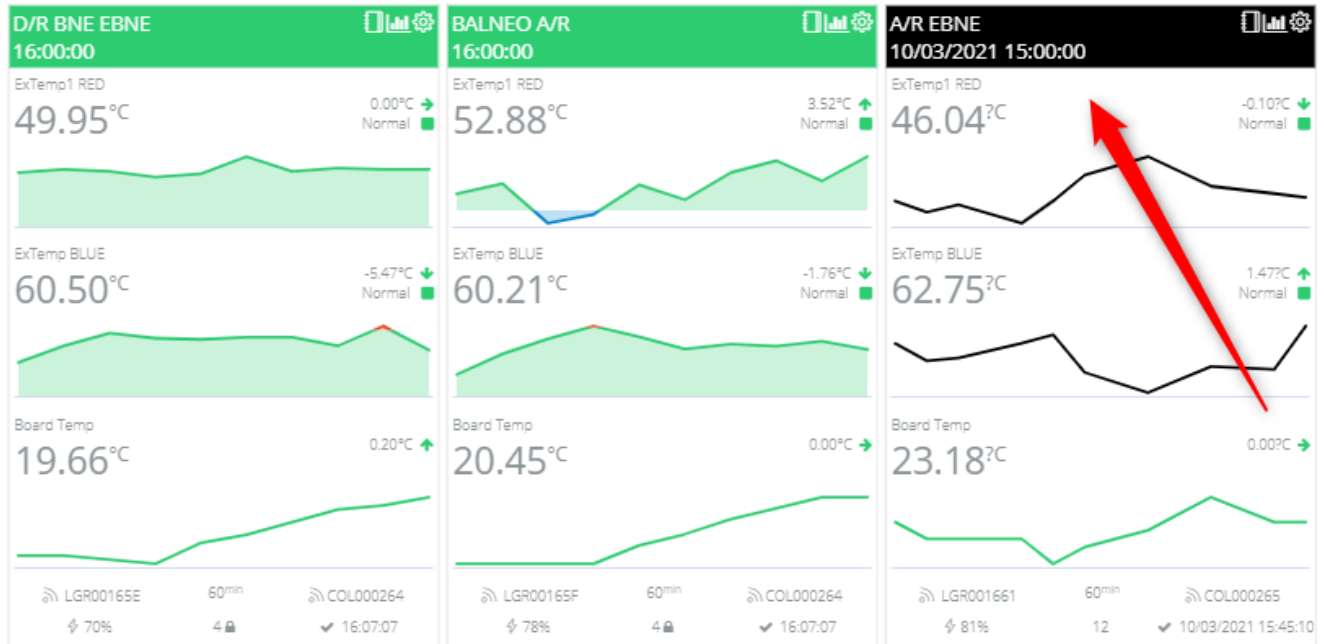 D/R BNE EBNE
16:00:00
ExTemp1 RED
49.95°C
0.00°C
Normal
ExTemp BLUE
60.50°C
-5.47°C
Normal
Board Temp
19.66°C
0.20°C
LGR00165E 60min COL000264
70% 4 16:07:07
BALNEO A/R
16:00:00
ExTemp1 RED
52.88°C
3.52°C
Normal
ExTemp BLUE
60.21°C
-1.76°C
Normal
Board Temp
20.45°C
0.00°C
LGR00165F 60min COL000264
78% 4 16:07:07
A/R EBNE
10/03/2021 15:00:00
ExTemp1 RED
46.04?C
-0.10?C
Normal
ExTemp BLUE
62.75?C
1.47?C
Normal
Board Temp
23.18?C
0.00?C
LGR001661 60min COL000265
81% 12 10/03/2021 15:45:10